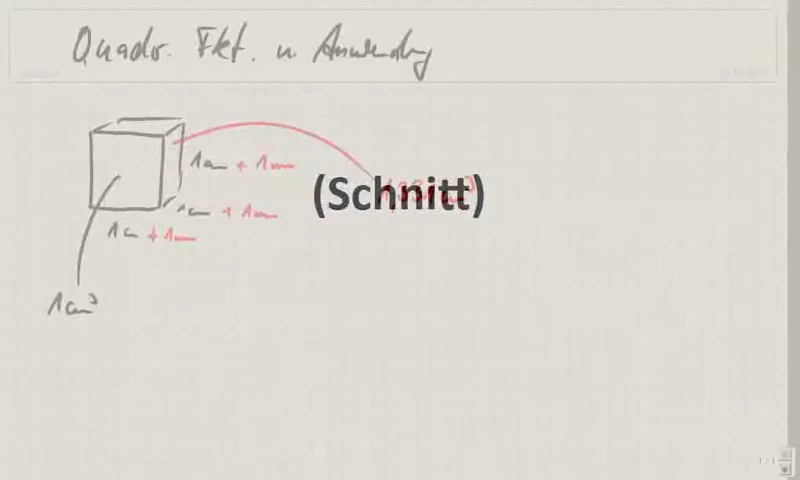 Quadr. Fkt. u. Anwendung
1cm + 1mm
(Schnitt)
1cm + 1mm
1cm + 1mm
1cm³